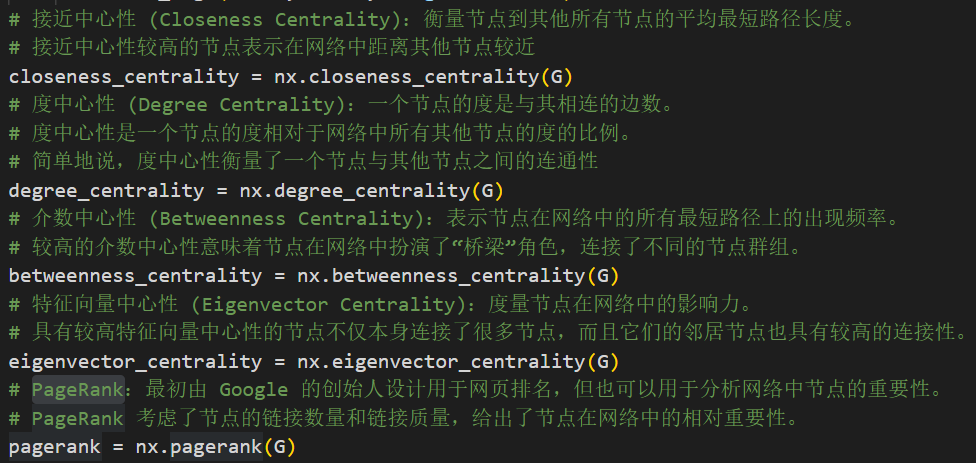 # 接近中心性 (Closeness Centrality)：衡量节点到其他所有节点的平均最短路径长度。
# 接近中心性较高的节点表示在网络中距离其他节点较近
closeness_centrality = nx.closeness_centrality(G)
# 度中心性 (Degree Centrality)：一个节点的度是与其相连的边数。
# 度中心性是一个节点的度相对于网络中所有其他节点的度的比例。
# 简单地说，度中心性衡量了一个节点与其他节点之间的连通性
degree_centrality = nx.degree_centrality(G)
# 介数中心性 (Betweenness Centrality)：表示节点在网络中的所有最短路径上的出现频率。
# 较高的介数中心性意味着节点在网络中扮演了“桥梁”角色，连接了不同的节点群组。
betweenness_centrality = nx.betweenness_centrality(G)
# 特征向量中心性 (Eigenvector Centrality)：度量节点在网络中的影响力。
# 具有较高特征向量中心性的节点不仅本身连接了很多节点，而且它们的邻居节点也具有较高的连接性。
eigenvector_centrality = nx.eigenvector_centrality(G)
# PageRank：最初由 Google 的创始人设计用于网页排名，但也可以用于分析网络中节点的重要性。
# PageRank 考虑了节点的链接数量和链接质量，给出了节点在网络中的相对重要性。
pagerank = nx.pagerank(G)